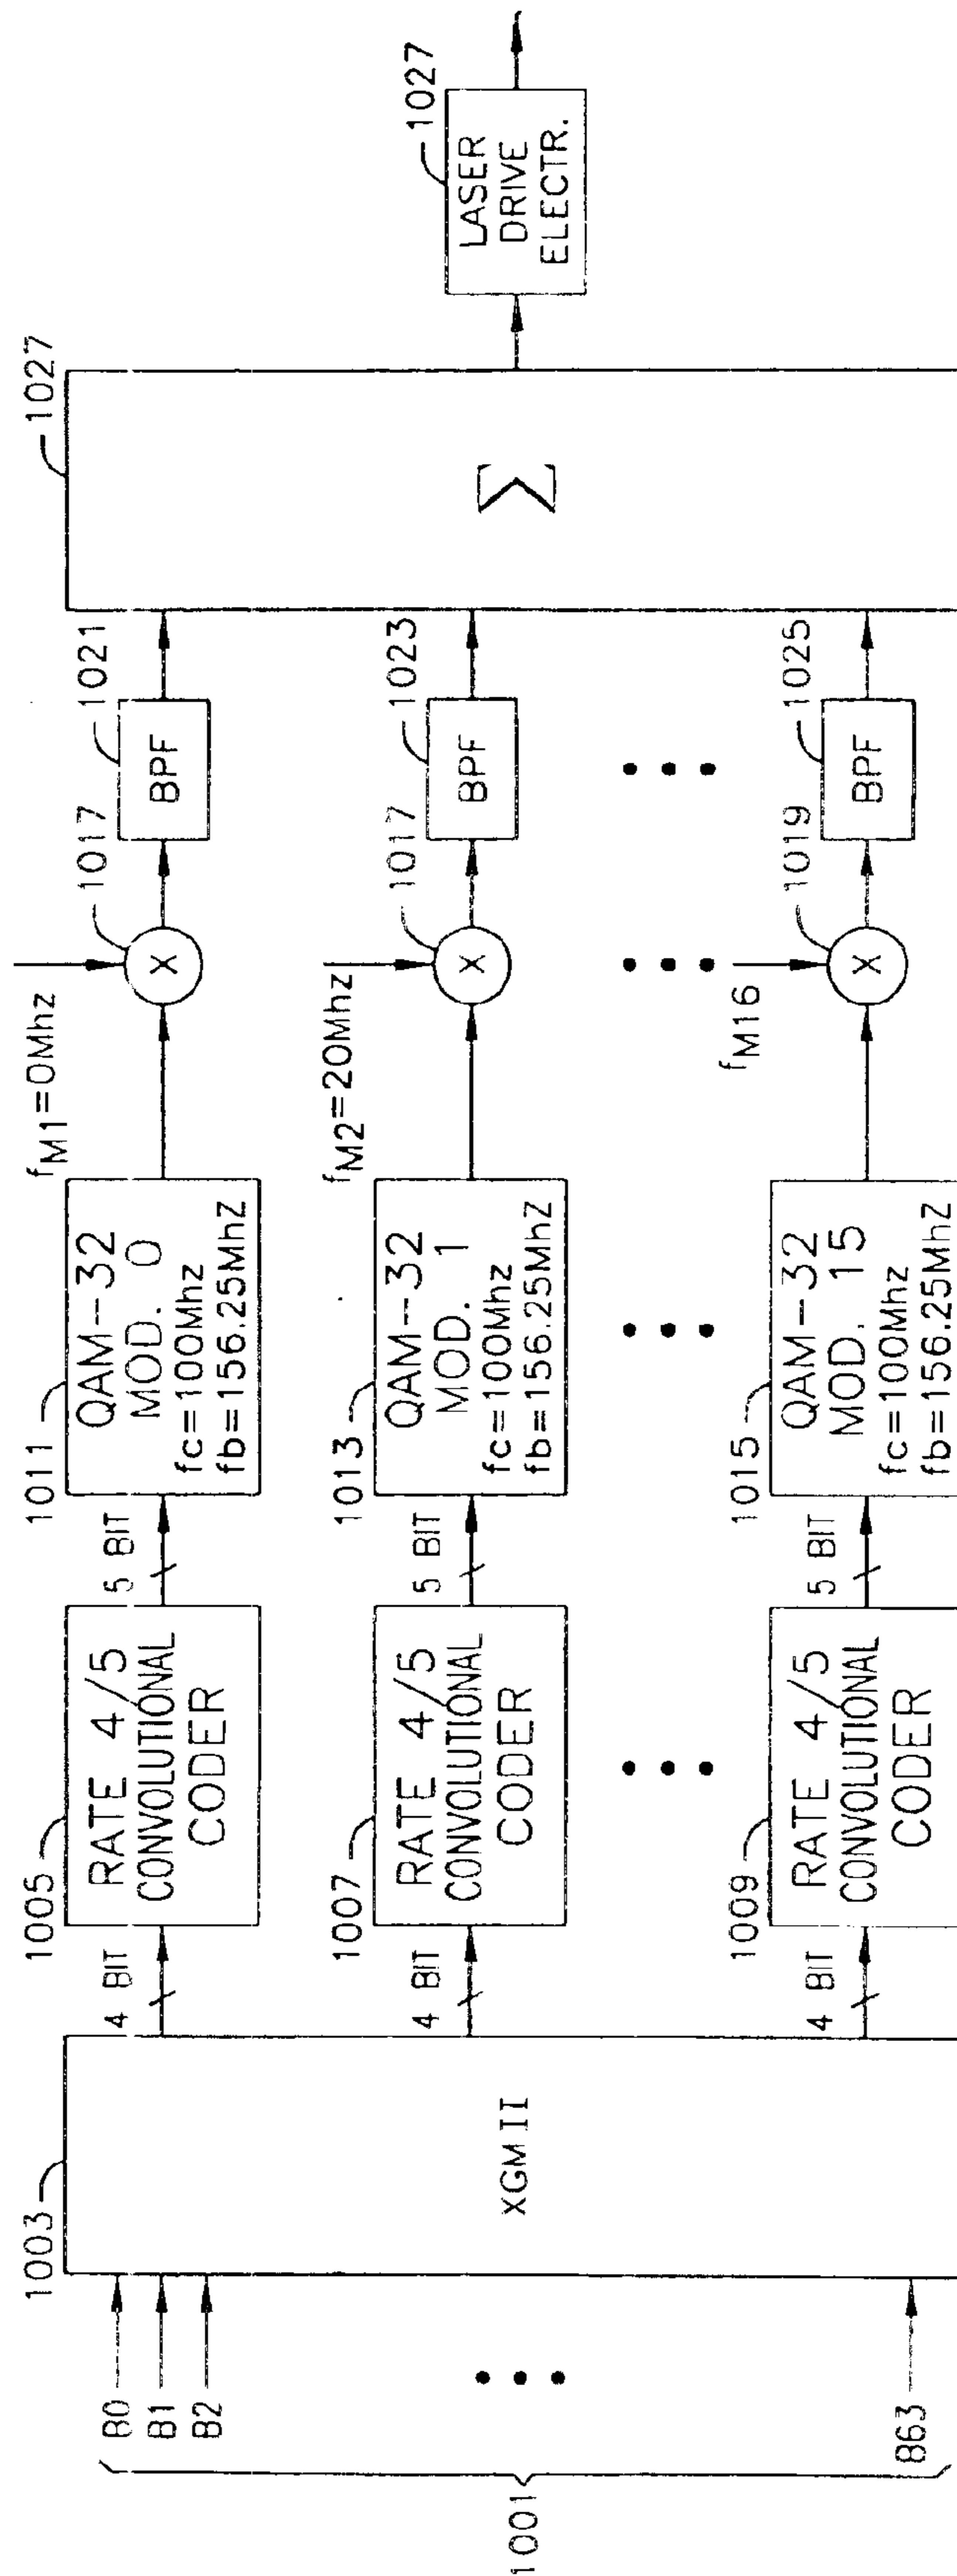 1001
B0
B1
B2
B63
1003
XGM II
4 BIT
4 BIT
4 BIT
1005
RATE 4/5
CONVOLUTIONAL
CODER
1007
RATE 4/5
CONVOLUTIONAL
CODER
1009
RATE 4/5
CONVOLUTIONAL
CODER
5 BIT
5 BIT
5 BIT
1011
QAM-32
MOD. 0
fc=100Mhz
fb=156.25MhZ
1013
QAM-32
MOD. 1
fc=100Mhz
fb=156.25MhZ
1015
QAM-32
MOD. 15
fc=100Mhz
fb=156.25MhZ
fM1=0Mhz
X
1017
fM2=20Mhz
X
1017
fM16
X
1019
BPF
1021
BPF
1023
BPF
1025
1027
Σ
1027
LASER
DRIVE
ELECTR.